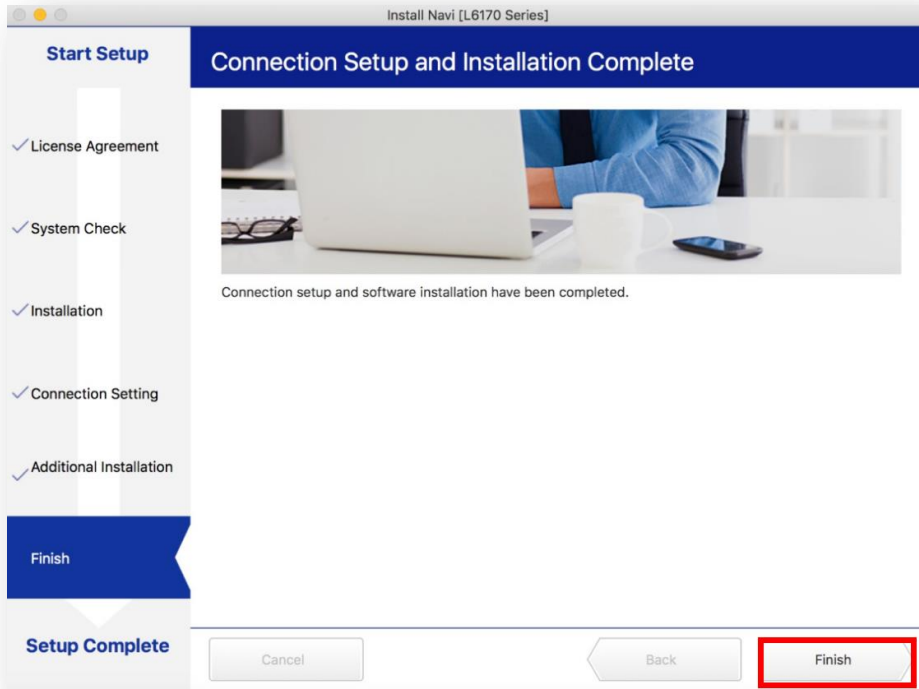 Install Navi [L6170 Series]
Start Setup
License Agreement
System Check
Installation
Connection Setting
Additional Installation
Finish
Setup Complete
Connection Setup and Installation Complete
Connection setup and software installation have been completed.
Cancel
Back
Finish